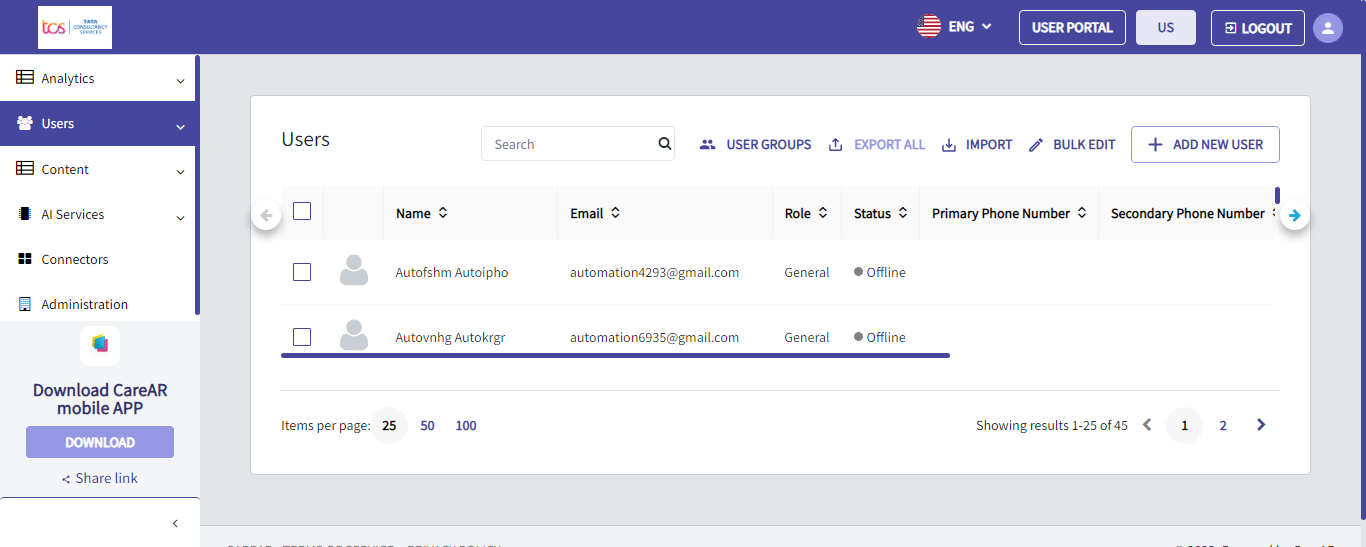 tcs TATA CONSULTANCY SERVICES
ENG
USER PORTAL
US
LOGOUT
Analytics
Users
Content
AI Services
Connectors
Administration
Download CareAR mobile APP
DOWNLOAD
Share link
Users
Search
USER GROUPS
EXPORT ALL
IMPORT
BULK EDIT
ADD NEW USER
Name Email Role Status Primary Phone Number Secondary Phone Number
Autofshm Autoipho automation4293@gmail.com General Offline
Autovnhg Autokrgr automation6935@gmail.com General Offline
Items per page: 25 50 100
Showing results 1-25 of 45 1 2